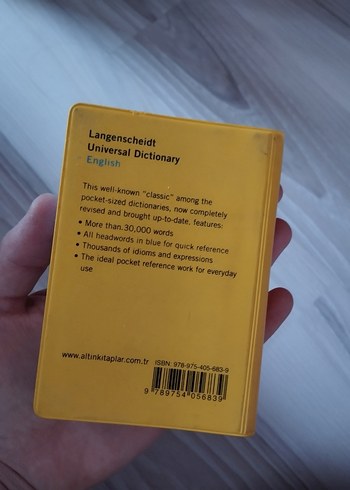 Langenscheidt
Universal Dictionary
English
This well-known "classic" among the
pocket-sized dictionaries, now completely
revised and brought up-to-date, features:
• More than 30,000 words
• All headwords in blue for quick reference
• Thousands of idioms and expressions
• The ideal pocket reference work for everyday
use
www.altinkitaplar.com.tr
ISBN: 978-975-405-683-9
9 789754 056839